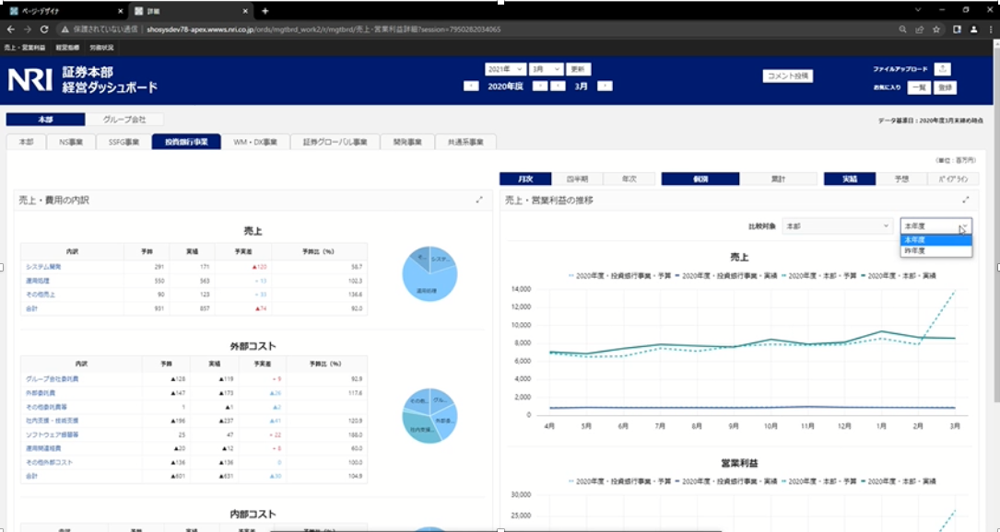 ページ・デザイナ
詳細
保護されていない通信 shosysdev78-apex.wwws.nri.co.jp/ords/mgtbrd_work2/r/mgtbrd/売上-営業利益詳細?session=7950282034065
売上・営業利益 経営指標 労務状況
NRI 証券本部
経営ダッシュボード
2021年 3月 更新
2020年度 3月
コメント投稿
ファイルアップロード
お気に入り 一覧 登録
本部 グループ会社
データ基準日：2020年度3月末締め時点
本部 NS事業 SSFG事業 投資銀行事業 WM・DX事業 証券グローバル事業 開発事業 共通系事業
（単位：百万円）
月次 四半期 年次 個別 累計 実績 予想 パイプライン
売上・費用の内訳
売上
内訳 予算 実績 予実差 予算比（%）
システム開発 291 171 ▲120 58.7
運用処理 550 563 + 13 102.3
その他売上 90 123 + 33 136.6
合計 931 857 ▲74 92.0
シス... 運用処理
外部コスト
内訳 予算 実績 予実差 予算比（%）
グループ会社委託費 ▲128 ▲119 + 9 92.9
外部委託費 ▲147 ▲173 ▲26 117.6
その他委託費等 1 ▲1 ▲2
社内支援・技術支援 ▲196 ▲237 ▲41 120.9
ソフトウェア振替等 25 47 + 22 188.0
運用関連経費 ▲20 ▲12 + 8 60.0
その他外部コスト ▲136 ▲136 0 100.0
合計 ▲601 ▲631 ▲30 104.9
その他... グル... 外部委... 社内支援...
内部コスト
内訳 予算 実績 予実差 予算比（%）
売上・営業利益の推移
比較対象 本部 本年度
本年度
昨年度
売上
2020年度・投資銀行事業・予算 2020年度・投資銀行事業・実績 2020年度・本部・予算 2020年度・本部・実績
14,000
12,000
10,000
8,000
6,000
4,000
2,000
0
4月 5月 6月 7月 8月 9月 10月 11月 12月 1月 2月 3月
営業利益
2020年度・投資銀行事業・予算 2020年度・投資銀行事業・実績 2020年度・本部・予算 2020年度・本部・実績
30,000
25,000